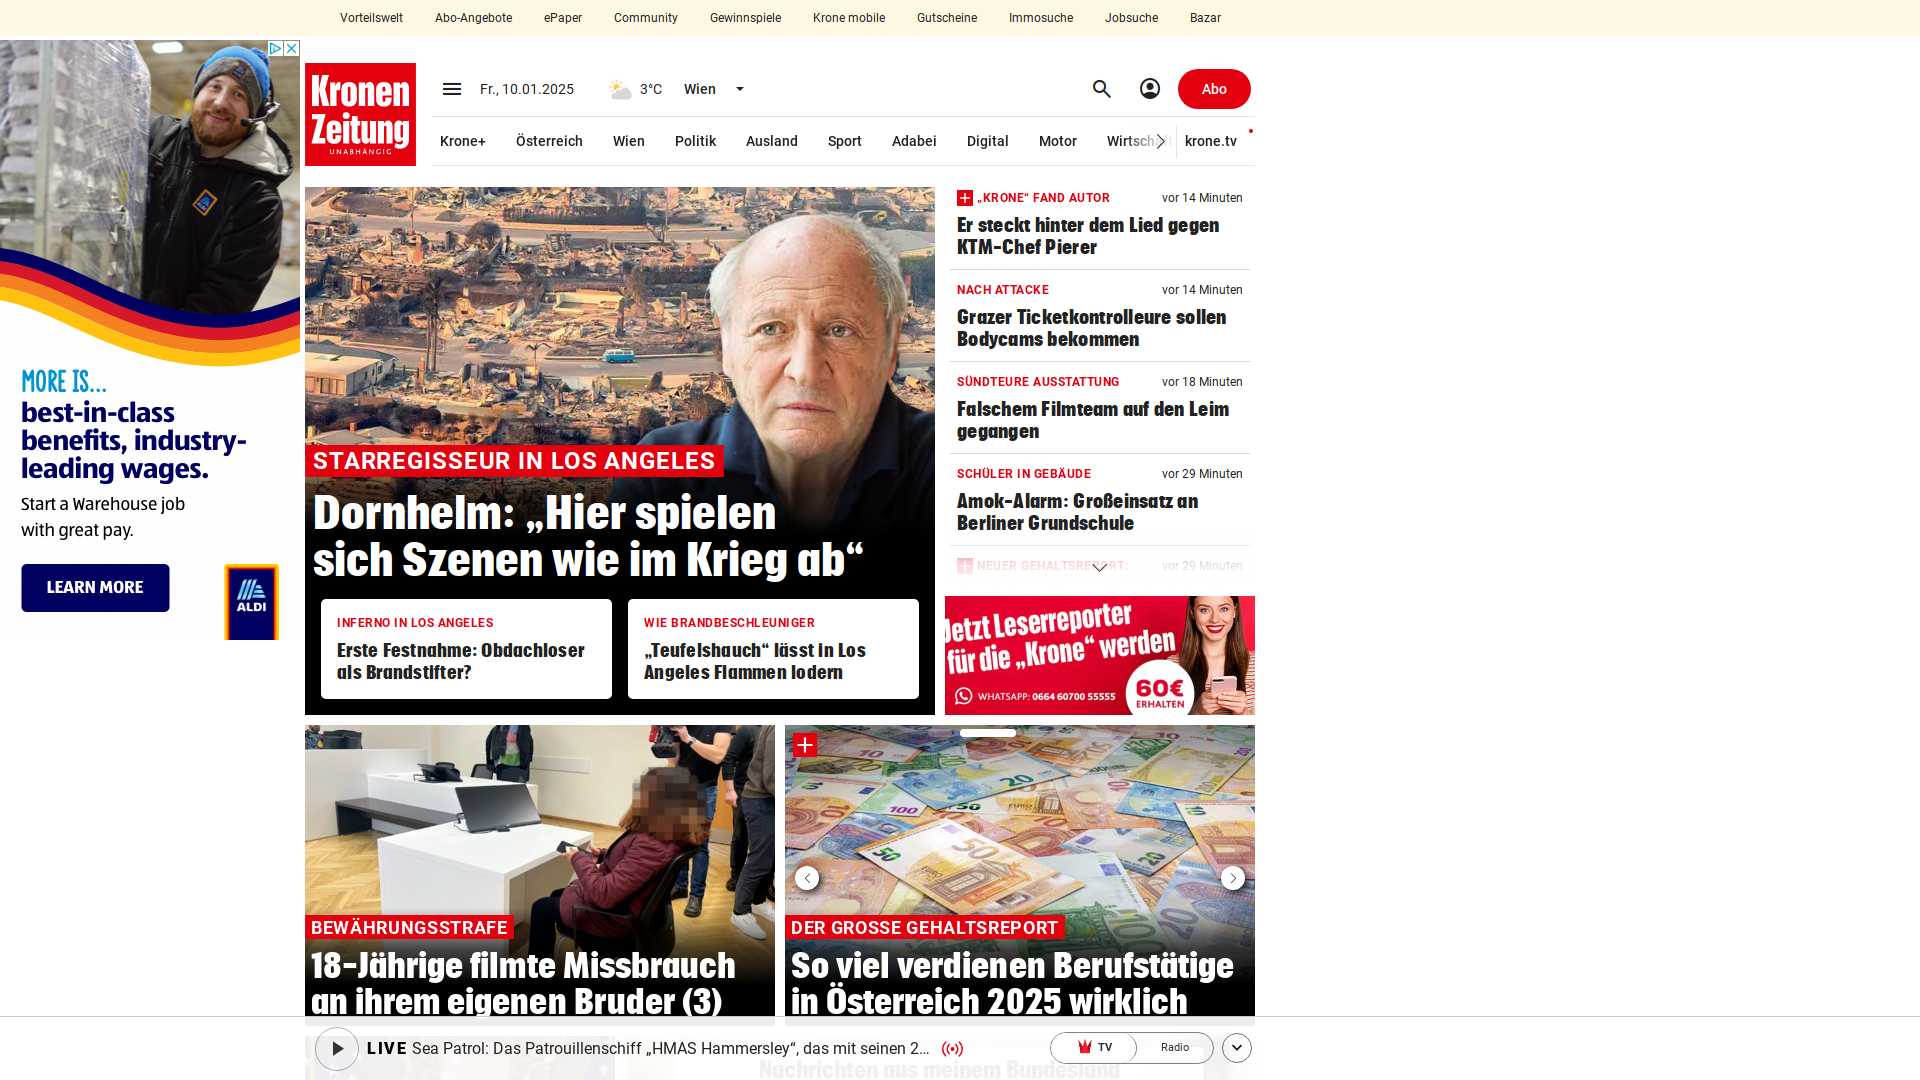 Vorteilswelt
Abo-Angebote
ePaper
Community
Gewinnspiele
Krone mobile
Gutscheine
Immosuche
Jobsuche
Bazar
Kronen
Zeitung
UNABHÄNGIG
Fr., 10.01.2025
3°C
Wien
Abo
Krone+
Österreich
Wien
Politik
Ausland
Sport
Adabei
Digital
Motor
Wirtschaft
krone.tv
MORE IS...
best-in-class
benefits, industry-
leading wages.
Start a Warehouse job
with great pay.
LEARN MORE
ALDI
STARREGISSEUR IN LOS ANGELES
Dornhelm: „Hier spielen
sich Szenen wie im Krieg ab“
INFERNO IN LOS ANGELES
Erste Festnahme: Obdachloser
als Brandstifter?
WIE BRANDBESCHLEUNIGER
„Teufelshauch“ lässt in Los
Angeles Flammen lodern
„KRONE“ FAND AUTOR
vor 14 Minuten
Er steckt hinter dem Lied gegen
KTM-Chef Pierer
NACH ATTACKE
vor 14 Minuten
Grazer Ticketkontrolleure sollen
Bodycams bekommen
SÜNDTEURE AUSSTATTUNG
vor 18 Minuten
Falschem Filmteam auf den Leim
gegangen
SCHÜLER IN GEBÄUDE
vor 29 Minuten
Amok-Alarm: Großeinsatz an
Berliner Grundschule
NEUER GEHALTSREPORT:
vor 29 Minuten
Jetzt Leserreporter
für die „Krone“ werden
WHATSAPP: 0664 60700 55555
60€
ERHALTEN
BEWÄHRUNGSSTRAFE
18-Jährige filmte Missbrauch
an ihrem eigenen Bruder (3)
DER GROSSE GEHALTSREPORT
So viel verdienen Berufstätige
in Österreich 2025 wirklich
LIVE Sea Patrol: Das Patrouillenschiff „HMAS Hammersley“, das mit seinen 2...
TV
Radio
Nachrichten aus meinem Bundesland